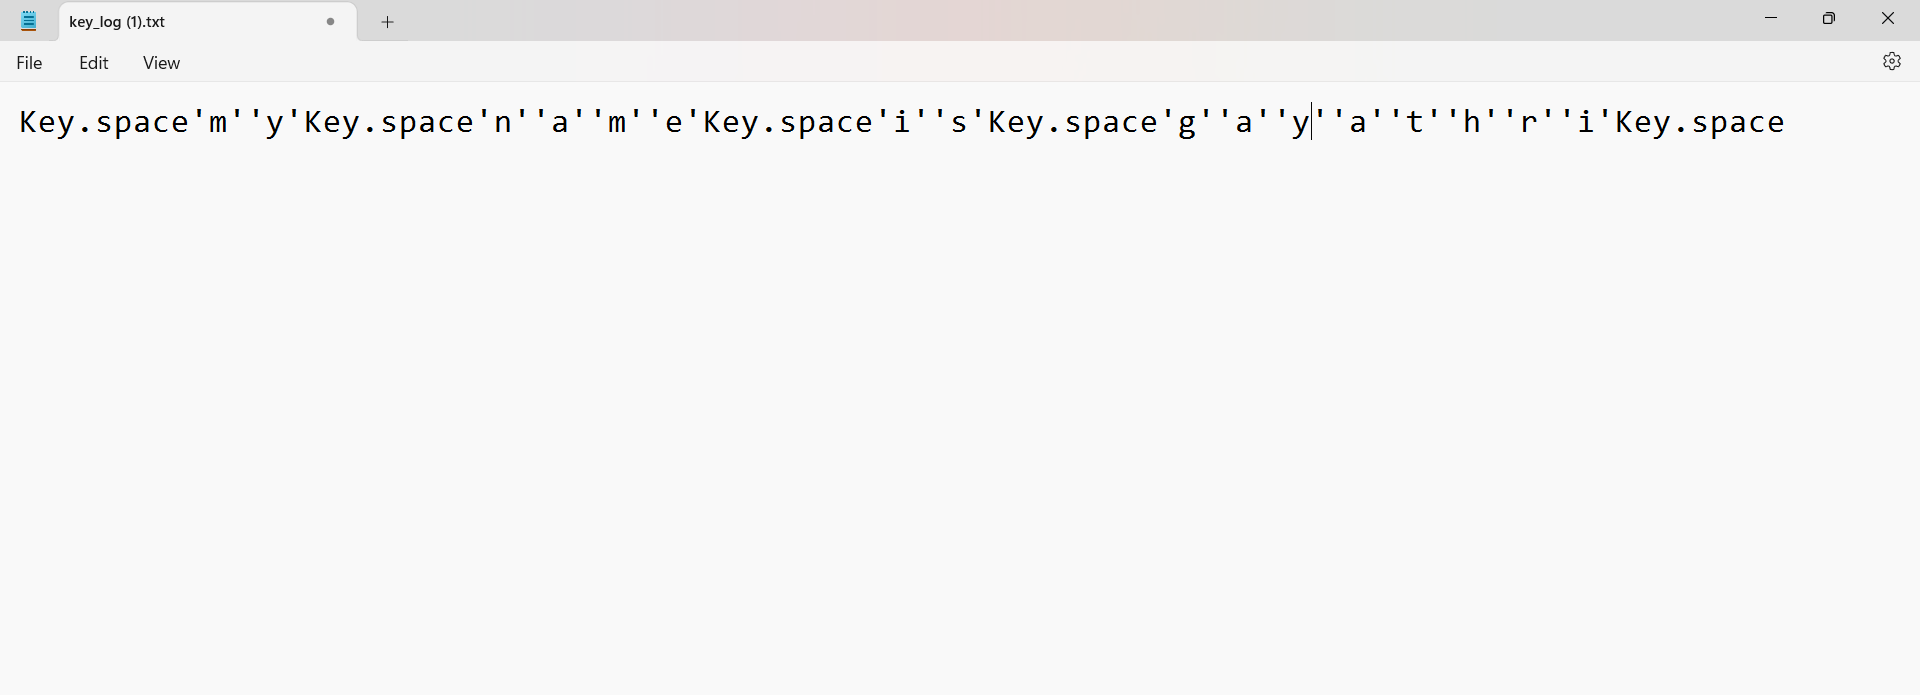 key_log (1).txt
File Edit View
Key.space'm''y'Key.space'n''a''m''e'Key.space'i''s'Key.space'g''a''y''a''t''h''r''i'Key.space